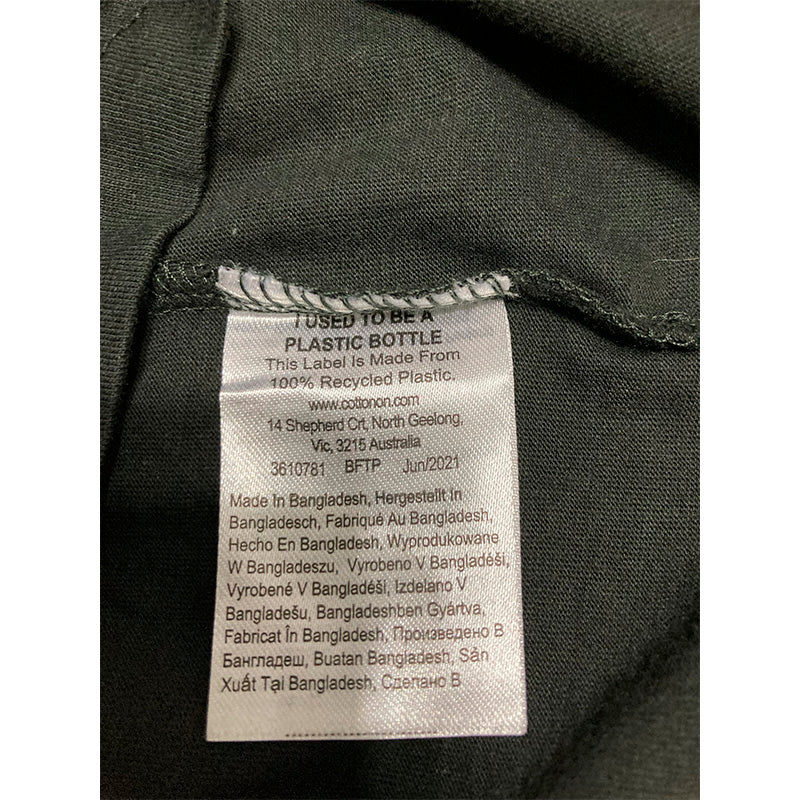 I USED TO BE A
PLASTIC BOTTLE
This Label Is Made From
100% Recycled Plastic.
www.cottonon.com
14 Shepherd Crt, North Geelong,
Vic, 3215 Australia
3610781 BFTP Jun/2021
Made In Bangladesh, Hergestellt In
Bangladesch, Fabriqué Au Bangladesh,
Hecho En Bangladesh, Wyprodukowane
W Bangladeszu, Vyrobeno V Bangladéši,
Vyrobené V Bangladéši, Izdelano V
Bangladešu, Bangladeshben Gyártva,
Fabricat În Bangladesh, Произведено В
Бангладеш, Buatan Bangladesh, Sản
Xuất Tại Bangladesh, Сделано В